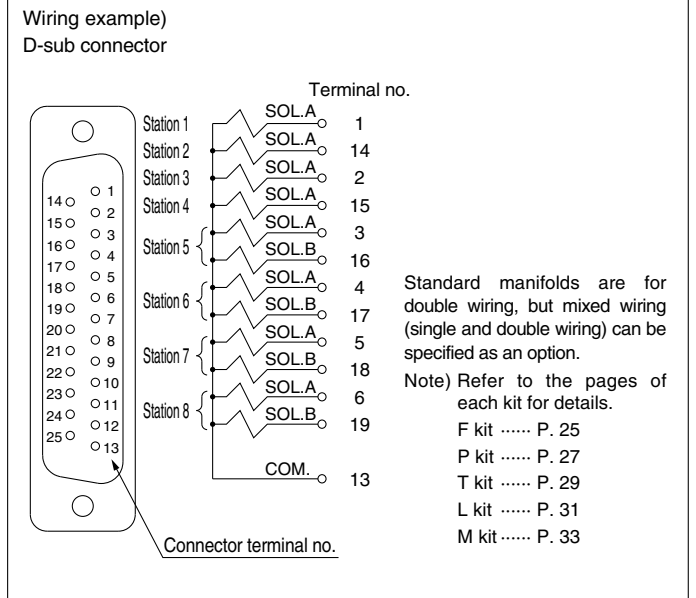 Wiring example)
D-sub connector
Terminal no.
Station 1 SOL.A 1
Station 2 SOL.A 14
Station 3 SOL.A 2
Station 4 SOL.A 15
Station 5 SOL.A 3
SOL.B 16
Station 6 SOL.A 4
SOL.B 17
Station 7 SOL.A 5
SOL.B 18
Station 8 SOL.A 6
SOL.B 19
COM. 13
1
14
2
15
3
16
4
17
5
18
6
19
7
20
8
21
9
22
10
23
11
24
12
25
13
Connector terminal no.
Standard manifolds are for
double wiring, but mixed wiring
(single and double wiring) can be
specified as an option.
Note) Refer to the pages of
each kit for details.
F kit ······ P. 25
P kit ······ P. 27
T kit ······ P. 29
L kit ······ P. 31
M kit ······ P. 33